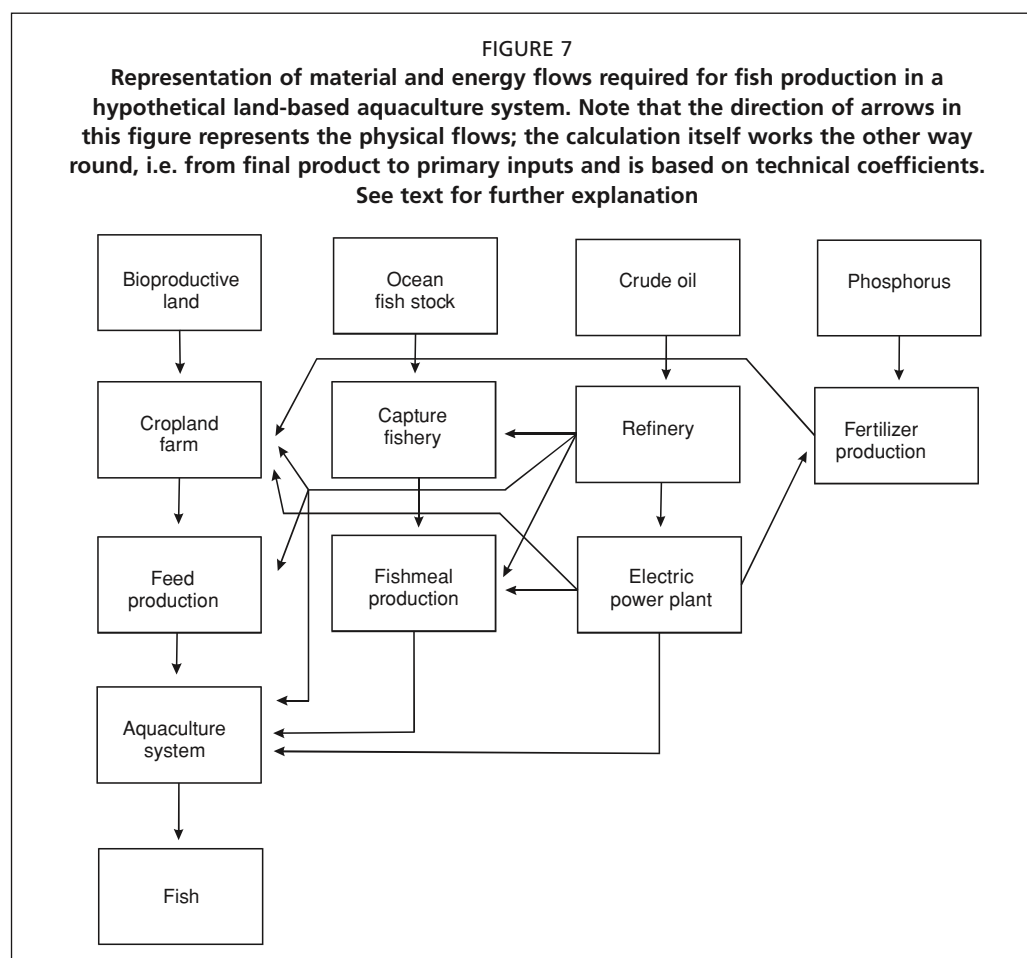 FIGURE 7
Representation of material and energy flows required for fish production in a
hypothetical land-based aquaculture system. Note that the direction of arrows in
this figure represents the physical flows; the calculation itself works the other way
round, i.e. from final product to primary inputs and is based on technical coefficients.
See text for further explanation
Bioproductive
land
Ocean
fish stock
Crude oil
Phosphorus
Cropland
farm
Capture
fishery
Refinery
Fertilizer
production
Feed
production
Fishmeal
production
Electric
power plant
Aquaculture
system
Fish